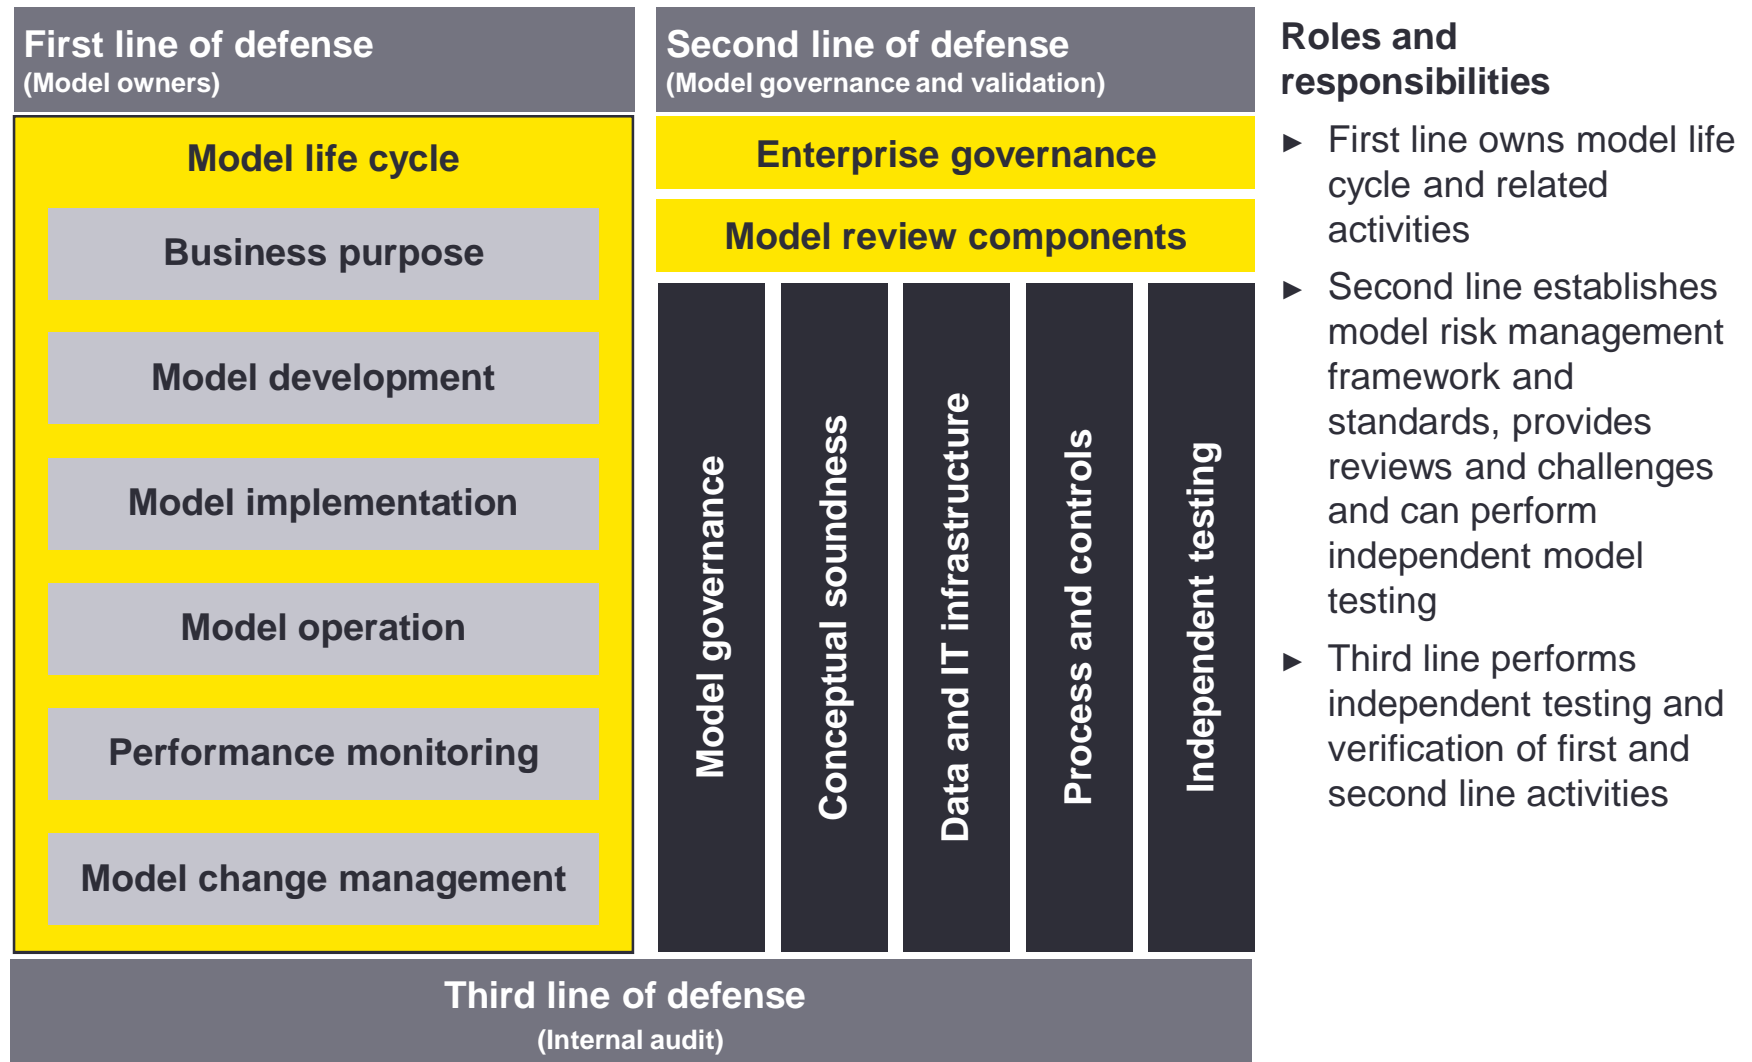 First line of defense
(Model owners)
Model life cycle
Business purpose
Model development
Model implementation
Model operation
Performance monitoring
Model change management
Second line of defense
(Model governance and validation)
Enterprise governance
Model review components
Model governance
Conceptual soundness
Data and IT infrastructure
Process and controls
Independent testing
Third line of defense
(Internal audit)
Roles and
responsibilities
► First line owns model life
cycle and related
activities
► Second line establishes
model risk management
framework and
standards, provides
reviews and challenges
and can perform
independent model
testing
► Third line performs
independent testing and
verification of first and
second line activities